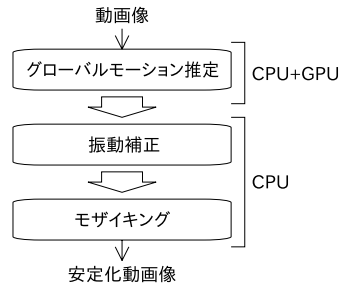 動画像
グローバルモーション推定
CPU+GPU
振動補正
CPU
モザイキング
安定化動画像